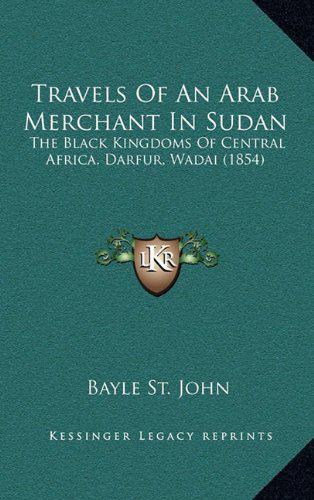 Travels Of An Arab
Merchant In Sudan
The Black Kingdoms Of Central
Africa, Darfur, Wadai (1854)
LKR
Bayle St. John
Kessinger Legacy reprints